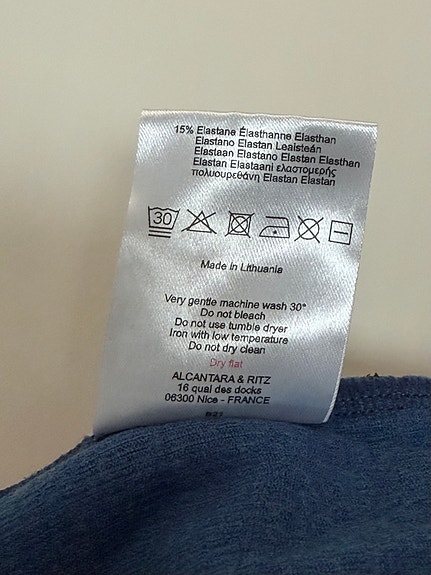 15% Elastane Élasthanne Elasthan
Elastano Elastan Leaisteán
Elastaan Elastano Elastan Elasthan
Elastan Elastaani ελαστομερής
πολυουρεθάνη Elastan Elastan
30
Made in Lithuania
Very gentle machine wash 30°
Do not bleach
Do not use tumble dryer
Iron with low temperature
Do not dry clean
Dry flat
ALCANTARA & RITZ
16 quai des docks
06300 Nice - FRANCE